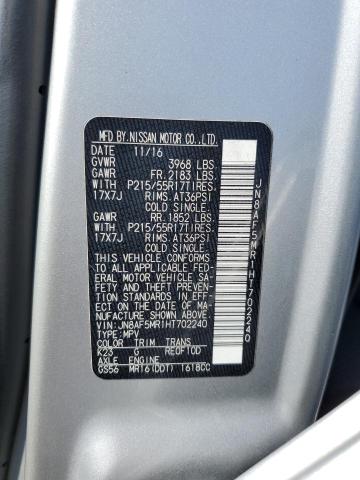 MFD BY.NISSAN MOTOR CO.,LTD.
DATE 11/16
GVWR 3968 LBS.
GAWR FR.2183 LBS.
WITH P215/55R17TIRES.
17X7J RIMS.AT36PSI
COLD SINGLE.
GAWR RR.1852 LBS.
WITH P215/55R17TIRES.
17X7J RIMS.AT36PSI
COLD SINGLE.
THIS VEHICLE CONFORMS
TO ALL APPLICABLE FED-
ERAL MOTOR VEHICLE SA-
FETY AND THEFT PREVEN-
TION STANDARDS IN EFF-
ECT ON THE DATE OF MA-
NUFACTURE SHOWN ABOVE.
VIN:JN8AF5MR1HT702240
TYPE:MPV
COLOR TRIM TRANS
K23 G RE0F10D
AXLE ENGINE
GS56 MR16(DDT) 1618CC
JN8AF5MR1HT702240